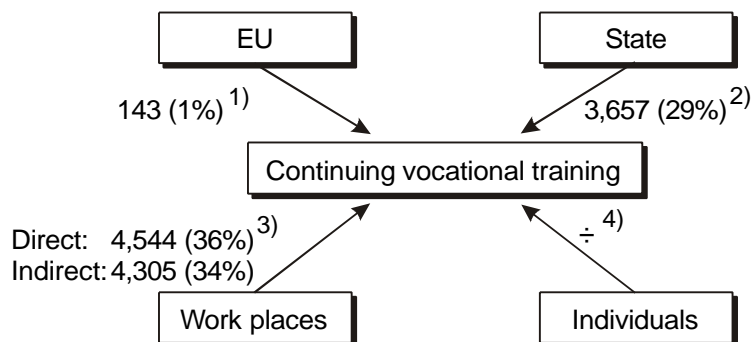 EU
State
143 (1%) 1)
3,657 (29%) 2)
Continuing vocational training
Direct: 4,544 (36%) 3)
Indirect: 4,305 (34%)
÷ 4)
Work places
Individuals